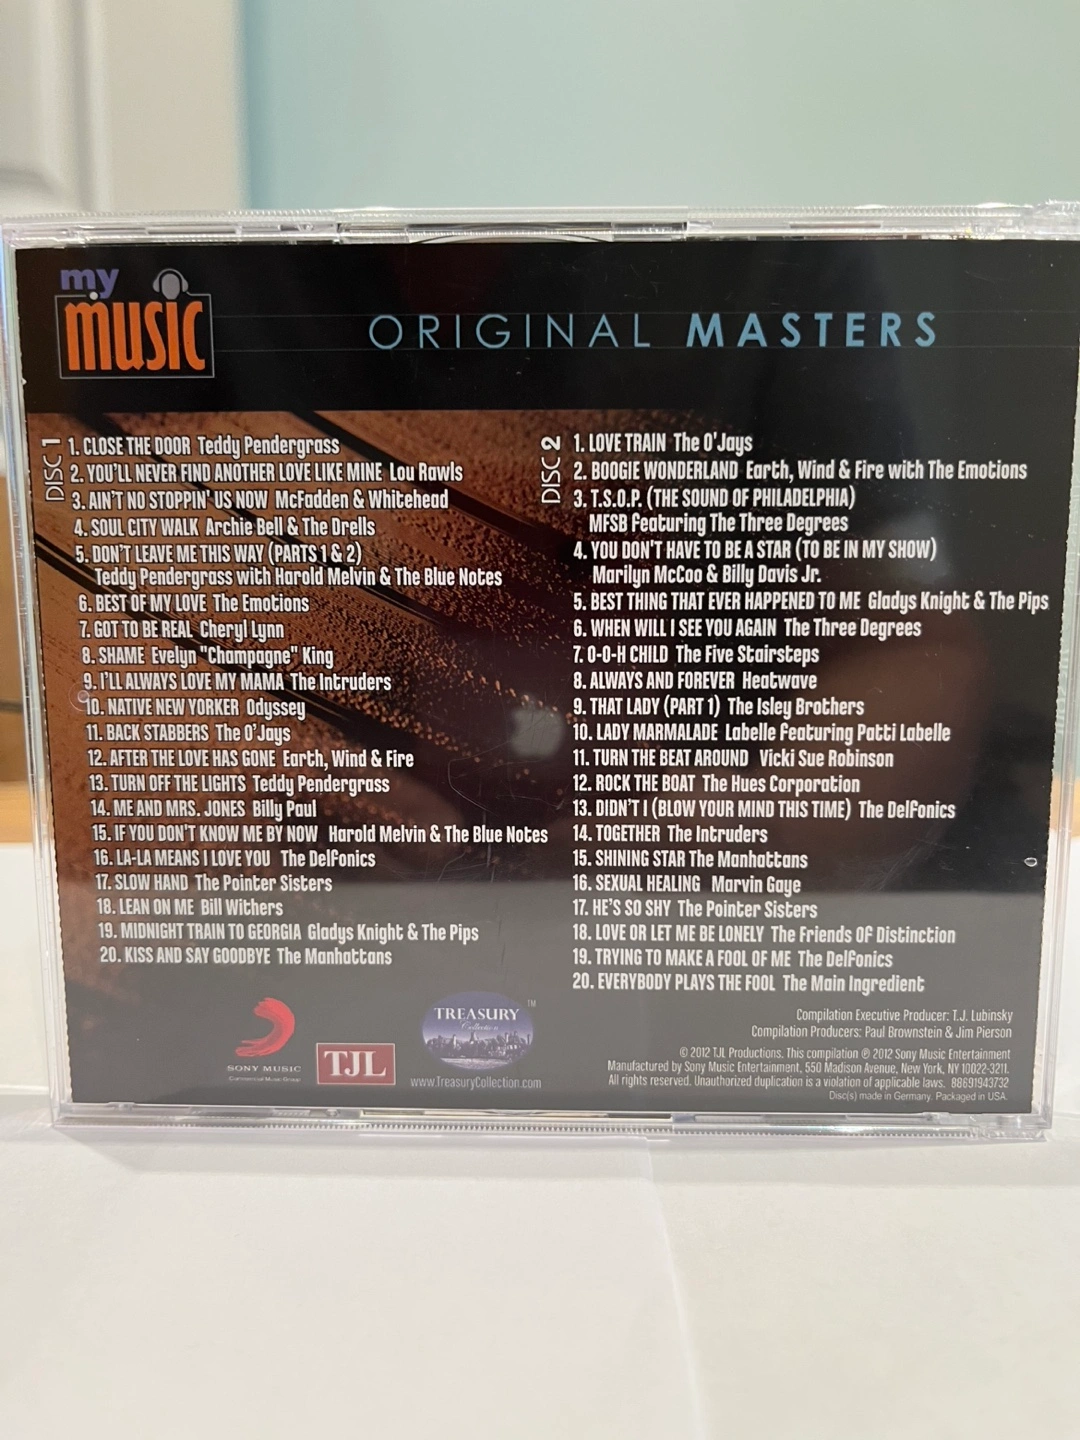 my
music
ORIGINAL MASTERS
DISC 1
1. CLOSE THE DOOR Teddy Pendergrass
2. YOU'LL NEVER FIND ANOTHER LOVE LIKE MINE Lou Rawls
3. AIN'T NO STOPPIN' US NOW McFadden & Whitehead
4. SOUL CITY WALK Archie Bell & The Drells
5. DON'T LEAVE ME THIS WAY (PARTS 1 & 2)
Teddy Pendergrass with Harold Melvin & The Blue Notes
6. BEST OF MY LOVE The Emotions
7. GOT TO BE REAL Cheryl Lynn
8. SHAME Evelyn "Champagne" King
9. I'LL ALWAYS LOVE MY MAMA The Intruders
10. NATIVE NEW YORKER Odyssey
11. BACK STABBERS The O'Jays
12. AFTER THE LOVE HAS GONE Earth, Wind & Fire
13. TURN OFF THE LIGHTS Teddy Pendergrass
14. ME AND MRS. JONES Billy Paul
15. IF YOU DON'T KNOW ME BY NOW Harold Melvin & The Blue Notes
16. LA-LA MEANS I LOVE YOU The Delfonics
17. SLOW HAND The Pointer Sisters
18. LEAN ON ME Bill Withers
19. MIDNIGHT TRAIN TO GEORGIA Gladys Knight & The Pips
20. KISS AND SAY GOODBYE The Manhattans
DISC 2
1. LOVE TRAIN The O'Jays
2. BOOGIE WONDERLAND Earth, Wind & Fire with The Emotions
3. T.S.O.P. (THE SOUND OF PHILADELPHIA)
MFSB featuring The Three Degrees
4. YOU DON'T HAVE TO BE A STAR (TO BE IN MY SHOW)
Marilyn McCoo & Billy Davis Jr.
5. BEST THING THAT EVER HAPPENED TO ME Gladys Knight & The Pips
6. WHEN WILL I SEE YOU AGAIN The Three Degrees
7. O-O-H CHILD The Five Stairsteps
8. ALWAYS AND FOREVER Heatwave
9. THAT LADY (PART 1) The Isley Brothers
10. LADY MARMALADE Labelle Featuring Patti Labelle
11. TURN THE BEAT AROUND Vicki Sue Robinson
12. ROCK THE BOAT The Hues Corporation
13. DIDN'T I (BLOW YOUR MIND THIS TIME) The Delfonics
14. TOGETHER The Intruders
15. SHINING STAR The Manhattans
16. SEXUAL HEALING Marvin Gaye
17. HE'S SO SHY The Pointer Sisters
18. LOVE OR LET ME BE LONELY The Friends Of Distinction
19. TRYING TO MAKE A FOOL OF ME The Delfonics
20. EVERYBODY PLAYS THE FOOL The Main Ingredient
SONY MUSIC
Commercial Music Group
TJL
TREASURY
Collection
TM
www.TreasuryCollection.com
Compilation Executive Producer: T.J. Lubinsky
Compilation Producers: Paul Brownstein & Jim Pierson
© 2012 TJL Productions. This compilation ℗ 2012 Sony Music Entertainment
Manufactured by Sony Music Entertainment, 550 Madison Avenue, New York, NY 10022-3211.
All rights reserved. Unauthorized duplication is a violation of applicable laws. 88691943732
Disc(s) made in Germany. Packaged in USA.